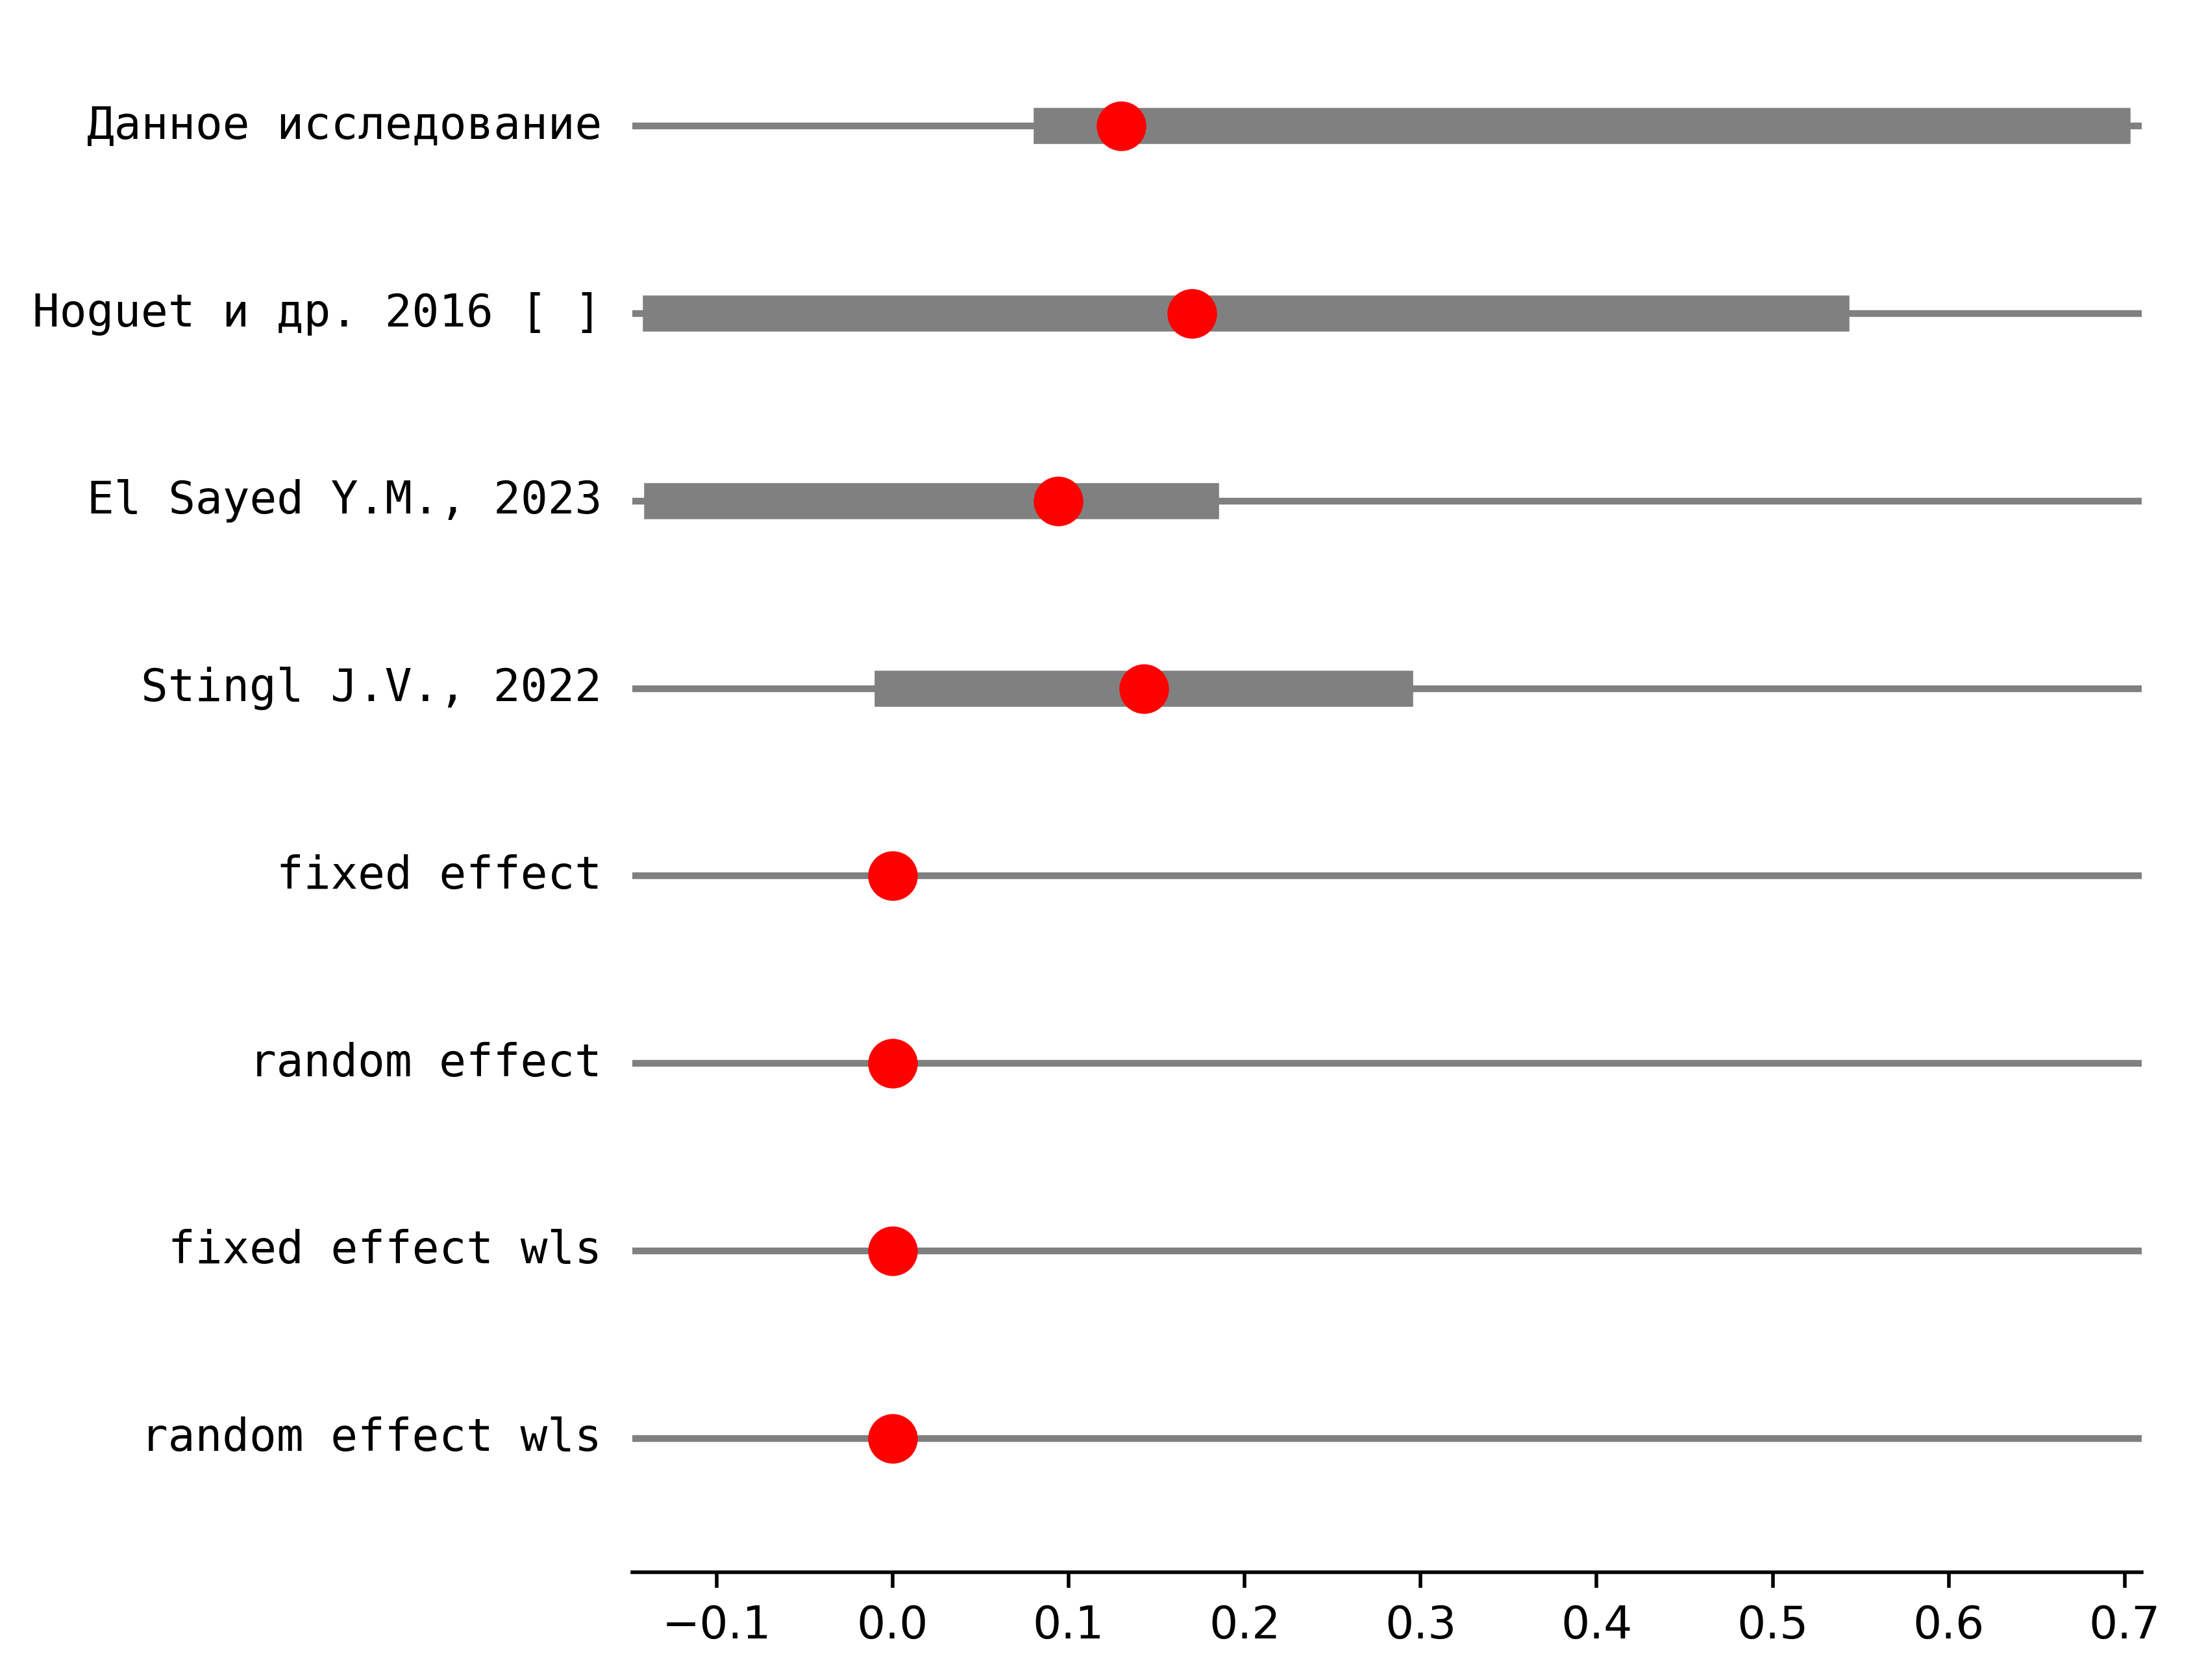 Данное исследование
Hoguet и др. 2016 [ ]
El Sayed Y.M., 2023
Stingl J.V., 2022
fixed effect
random effect
fixed effect wls
random effect wls
−0.1 0.0 0.1 0.2 0.3 0.4 0.5 0.6 0.7